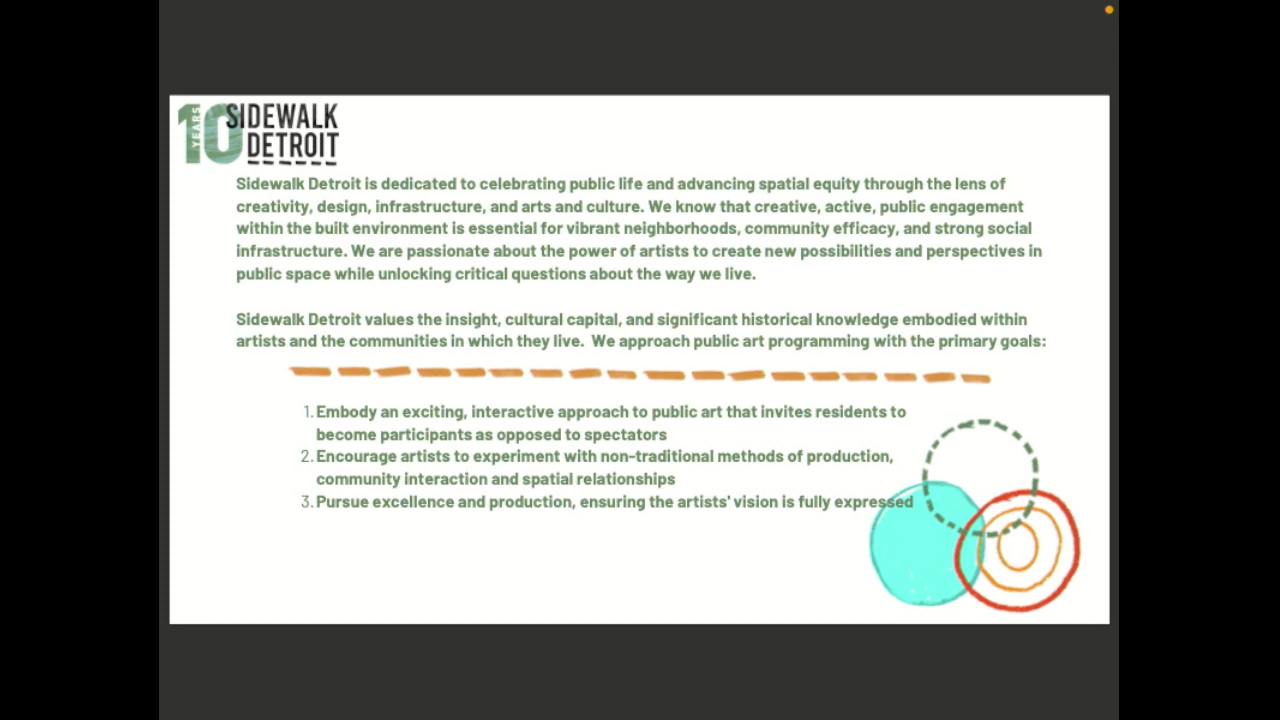 10 YEARS SIDEWALK
DETROIT
Sidewalk Detroit is dedicated to celebrating public life and advancing spatial equity through the lens of
creativity, design, infrastructure, and arts and culture. We know that creative, active, public engagement
within the built environment is essential for vibrant neighborhoods, community efficacy, and strong social
infrastructure. We are passionate about the power of artists to create new possibilities and perspectives in
public space while unlocking critical questions about the way we live.
Sidewalk Detroit values the insight, cultural capital, and significant historical knowledge embodied within
artists and the communities in which they live. We approach public art programming with the primary goals:
1. Embody an exciting, interactive approach to public art that invites residents to
become participants as opposed to spectators
2. Encourage artists to experiment with non-traditional methods of production,
community interaction and spatial relationships
3. Pursue excellence and production, ensuring the artists' vision is fully expressed